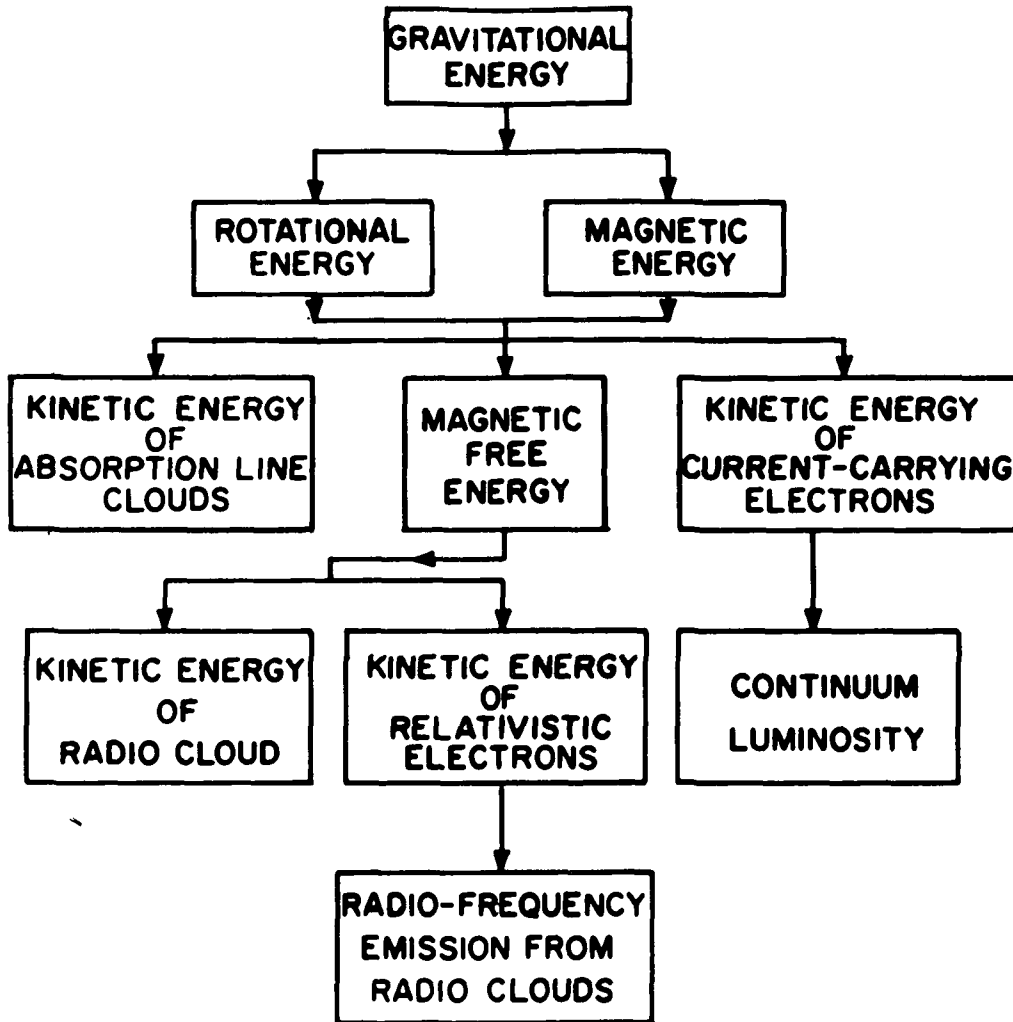 GRAVITATIONAL
ENERGY
ROTATIONAL
ENERGY
MAGNETIC
ENERGY
KINETIC ENERGY
OF
ABSORPTION LINE
CLOUDS
MAGNETIC
FREE
ENERGY
KINETIC ENERGY
OF
CURRENT-CARRYING
ELECTRONS
KINETIC ENERGY
OF
RADIO CLOUD
KINETIC ENERGY
OF
RELATIVISTIC
ELECTRONS
CONTINUUM
LUMINOSITY
RADIO-FREQUENCY
EMISSION FROM
RADIO CLOUDS